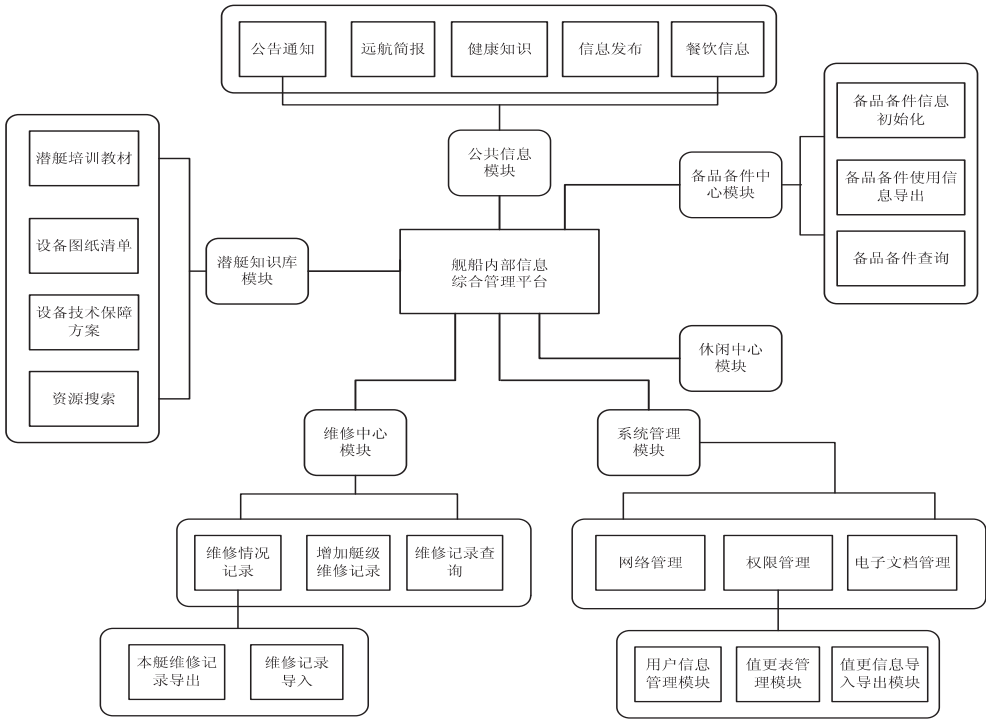 公告通知
远航简报
健康知识
信息发布
餐饮信息
公共信息
模块
备品备件中
心模块
备品备件信息
初始化
备品备件使用信
息导出
备品备件查询
潜艇培训教材
设备图纸清单
设备技术保障
方案
资源搜索
潜艇知识库
模块
舰船内部信息
综合管理平台
休闲中心
模块
维修中心
模块
系统管理
模块
维修情况
记录
增加艇级
维修记录
维修记录查
询
网络管理
权限管理
电子文档管理
本艇维修记
录导出
维修记录
导入
用户信息
管理模块
值更表管
理模块
值更信息导
入导出模块